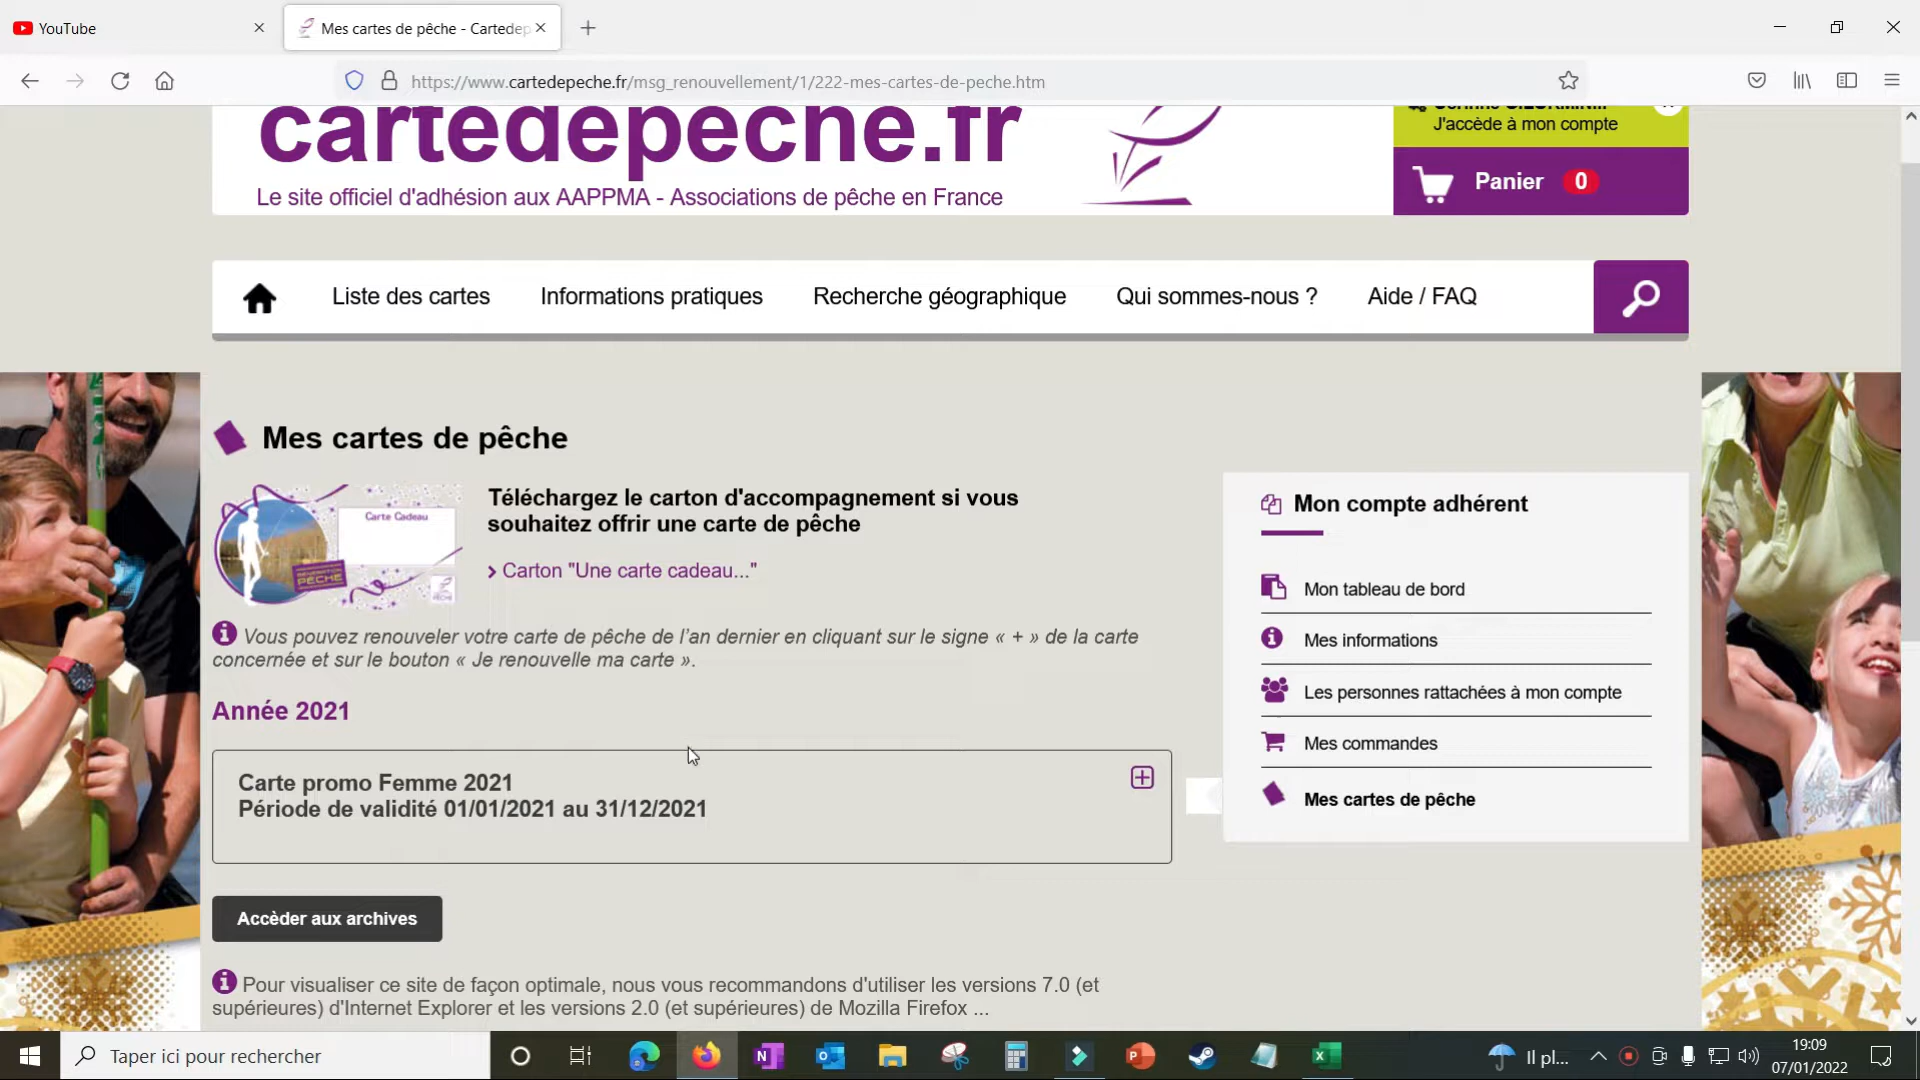 YouTube
Mes cartes de pêche - Cartedep
https://www.cartedepeche.fr/msg_renouvellement/1/222-mes-cartes-de-peche.htm
cartedepeche.fr
Le site officiel d'adhésion aux AAPPMA - Associations de pêche en France
J'accède à mon compte
Panier 0
Liste des cartes
Informations pratiques
Recherche géographique
Qui sommes-nous ?
Aide / FAQ
Mes cartes de pêche
Carte Cadeau
PÊCHE
Téléchargez le carton d'accompagnement si vous
souhaitez offrir une carte de pêche
Carton "Une carte cadeau..."
Vous pouvez renouveler votre carte de pêche de l'an dernier en cliquant sur le signe « + » de la carte
concernée et sur le bouton « Je renouvelle ma carte ».
Année 2021
Carte promo Femme 2021
Période de validité 01/01/2021 au 31/12/2021
Accèder aux archives
Pour visualiser ce site de façon optimale, nous vous recommandons d'utiliser les versions 7.0 (et
supérieures) d'Internet Explorer et les versions 2.0 (et supérieures) de Mozilla Firefox ...
Mon compte adhérent
Mon tableau de bord
Mes informations
Les personnes rattachées à mon compte
Mes commandes
Mes cartes de pêche
Taper ici pour rechercher
Il pl...
19:09
07/01/2022